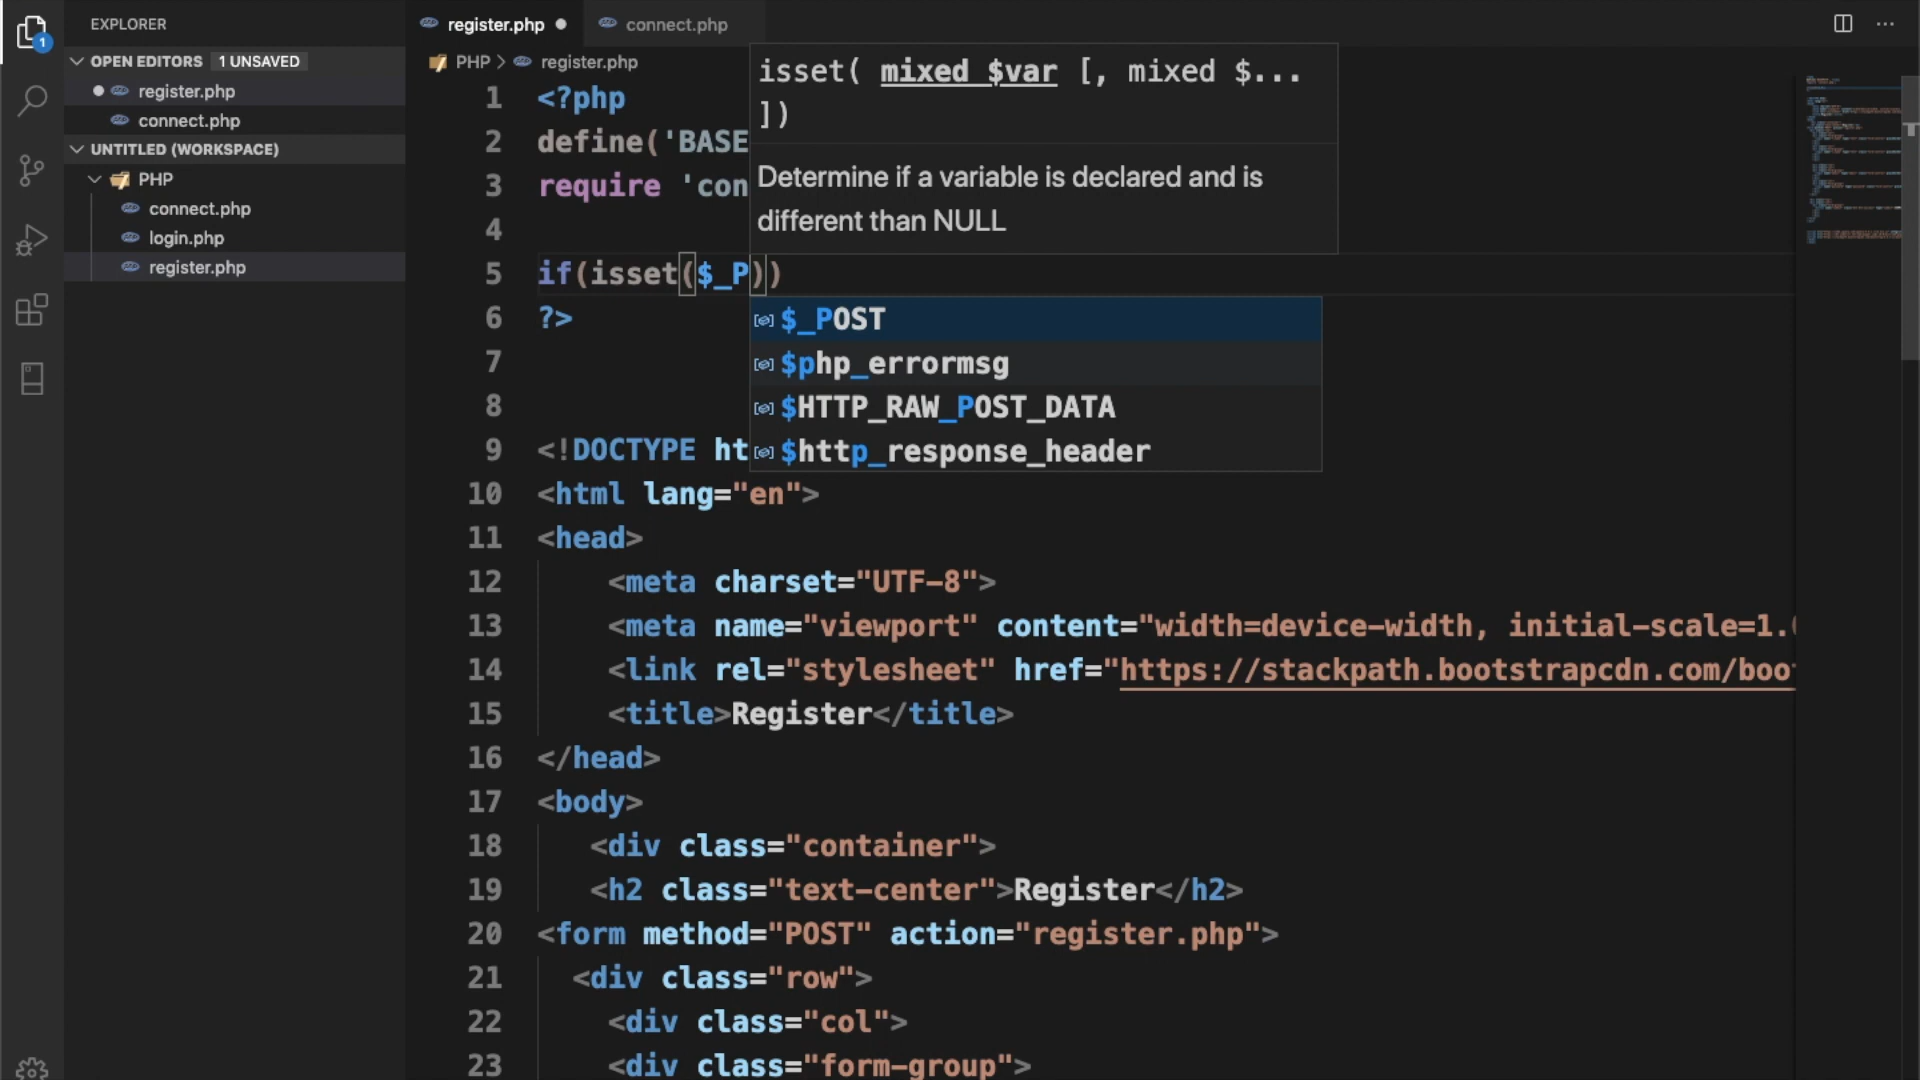 EXPLORER
OPEN EDITORS 1 UNSAVED
register.php
connect.php
UNTITLED (WORKSPACE)
PHP
connect.php
login.php
register.php
1
register.php
connect.php
PHP > register.php
isset( mixed $var [, mixed $...
])
Determine if a variable is declared and is
different than NULL
1 <?php
2 define('BASE
3 require 'con
4
5 if(isset($_P))
6 ?>
7
8
$_POST
$php_errormsg
$HTTP_RAW_POST_DATA
$http_response_header
9 <!DOCTYPE ht
10 <html lang="en">
11 <head>
12 <meta charset="UTF-8">
13 <meta name="viewport" content="width=device-width, initial-scale=1.
14 <link rel="stylesheet" href="https://stackpath.bootstrapcdn.com/boo
15 <title>Register</title>
16 </head>
17 <body>
18 <div class="container">
19 <h2 class="text-center">Register</h2>
20 <form method="POST" action="register.php">
21 <div class="row">
22 <div class="col">
23 <div class="form-group">